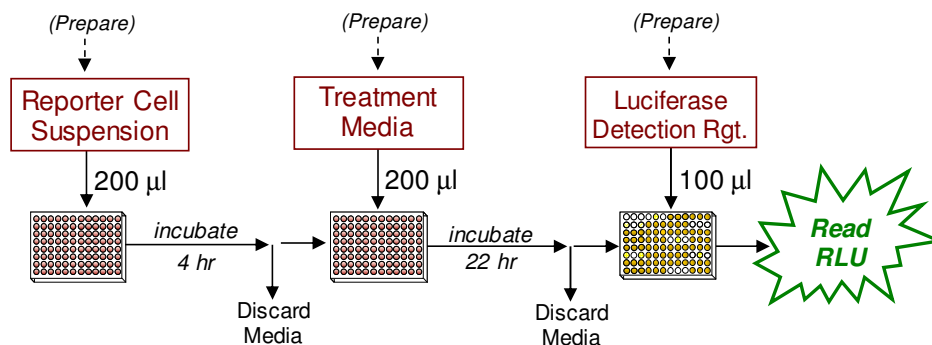 (Prepare)
(Prepare)
(Prepare)
Reporter Cell
Suspension
Treatment
Media
Luciferase
Detection Rgt.
200 µl
200 µl
100 µl
incubate
4 hr
incubate
22 hr
Read
RLU
Discard
Media
Discard
Media